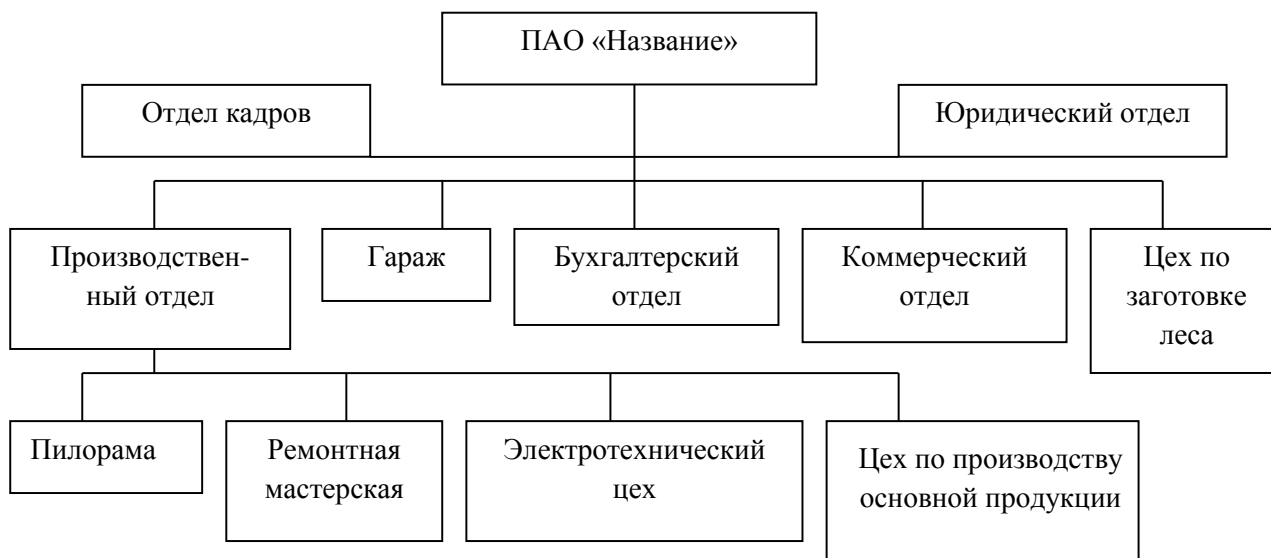 ПАО «Название»
Отдел кадров
Юридический отдел
Производствен-
ный отдел
Гараж
Бухгалтерский
отдел
Коммерческий
отдел
Цех по
заготовке
леса
Пилорама
Ремонтная
мастерская
Электротехнический
цех
Цех по производству
основной продукции